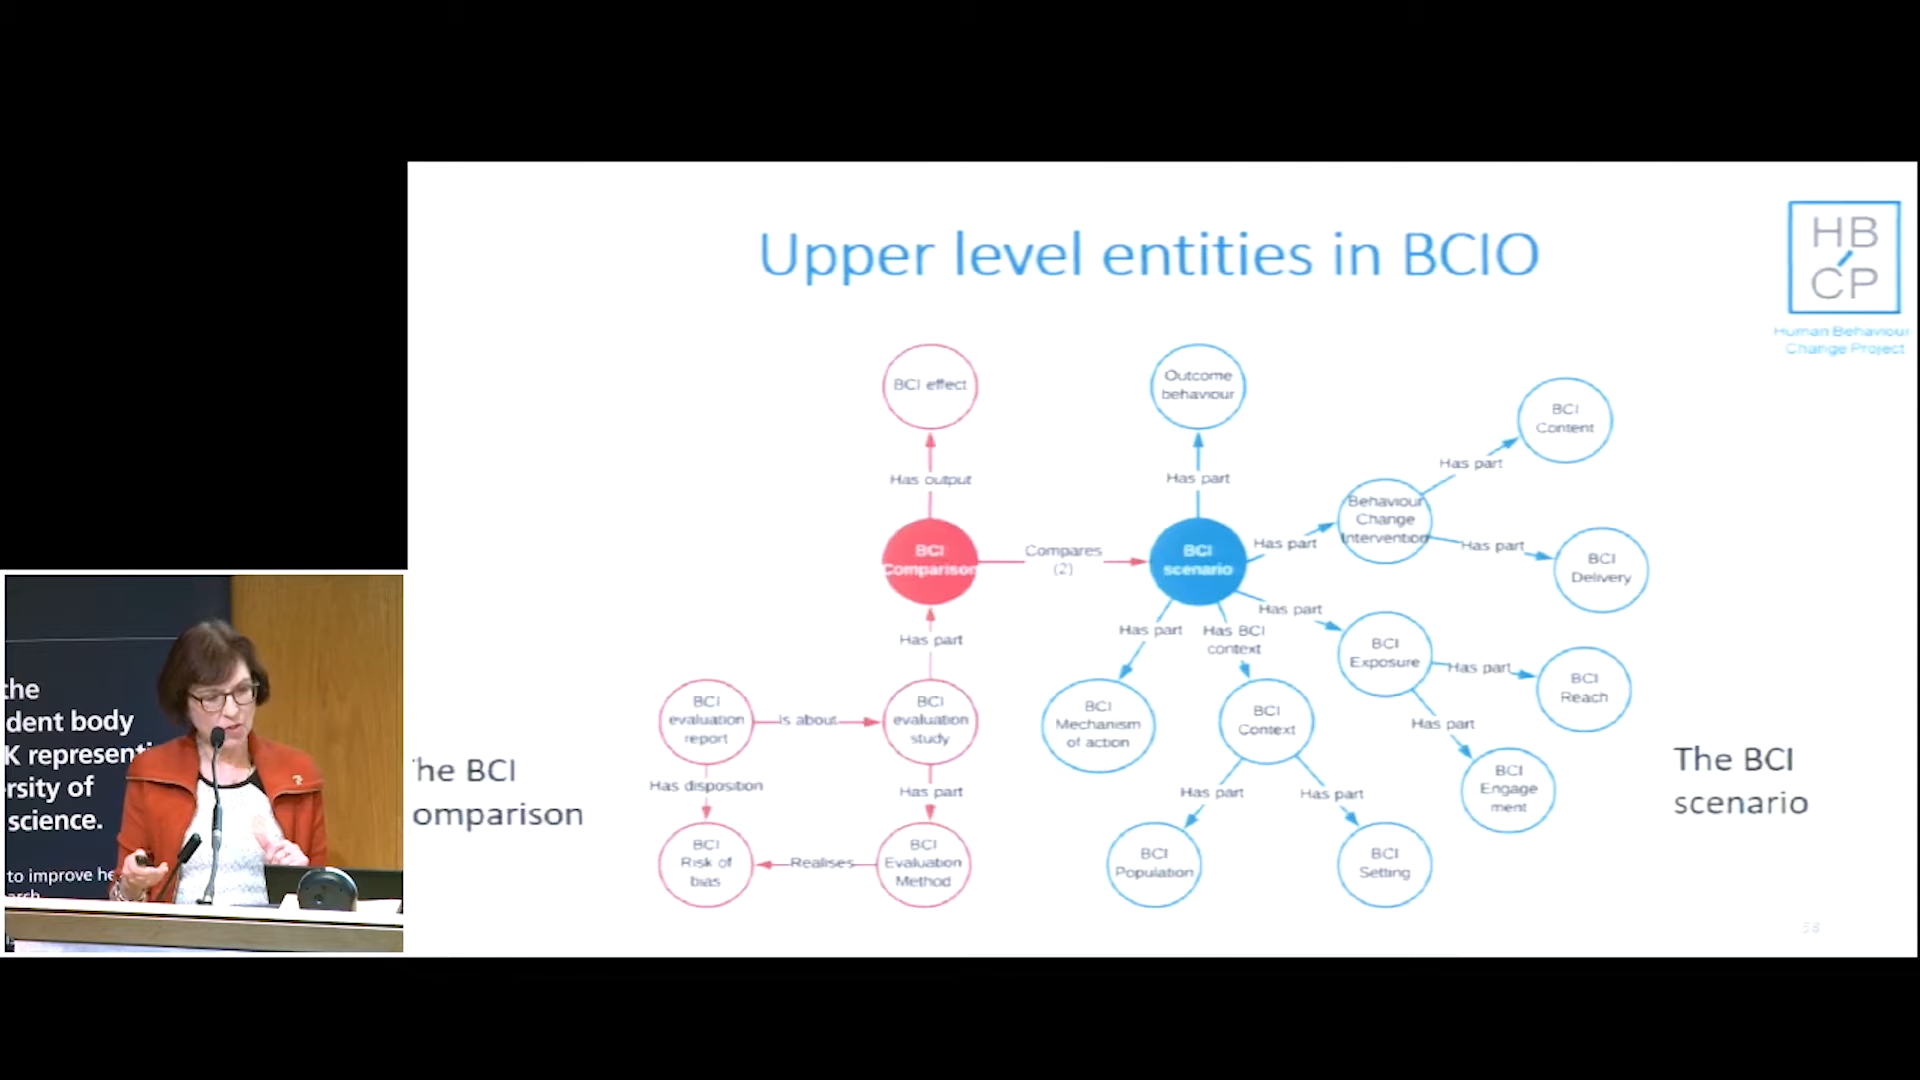 Upper level entities in BCIO
HB
CP
Human Behaviour
Change Project
BCI effect
Outcome
behaviour
BCI
Content
Has output
Has part
Has part
Behaviour
Change
Intervention
BCI
Comparison
Compares
(2)
BCI
scenario
Has part
Has part
BCI
Delivery
Has part
Has part
Has BCI
context
Has part
BCI
Exposure
Has part
BCI
Reach
BCI
evaluation
report
is about
BCI
evaluation
study
BCI
Mechanism
of action
BCI
Context
Has part
BCI
Engage
ment
Has disposition
Has part
Has part
Has part
BCI
Risk of
bias
Realises
BCI
Evaluation
Method
BCI
Population
BCI
Setting
The BCI
scenario
he BCI
omparison
58
the
dent body
K representi
rsity of
science.
to improve he
arch